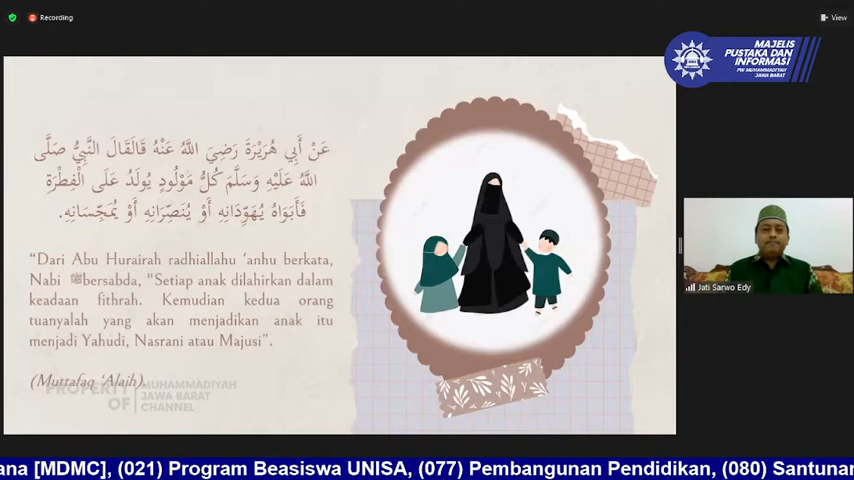 Recording
View
MAJELIS
PUSTAKA DAN
INFORMASI
PW MUHAMMADIYAH
JAWA BARAT
عَنْ أَبِي هُرَيْرَةَ رَضِيَ اللَّهُ عَنْهُ قَالَقَالَ النَّبِيُّ صَلَّى
اللَّهُ عَلَيْهِ وَسَلَّمَ كُلُّ مَوْلُودٍ يُولَدُ عَلَى الْفِطْرَةِ
فَأَبَوَاهُ يُهَوِّدَانِهِ أَوْ يُنَصِّرَانِهِ أَوْ يُمَجِّسَانِهِ.
“Dari Abu Hurairah radhiallahu 'anhu berkata,
Nabi ﷺbersabda, "Setiap anak dilahirkan dalam
keadaan fithrah. Kemudian kedua orang
tuanyalah yang akan menjadikan anak itu
menjadi Yahudi, Nasrani atau Majusi”.
(Muttafaq ‘Alaih).
PROPERTY OF
MUHAMMADIYAH
JAWA BARAT
CHANNEL
Jati Sarwo Edy
ana [MDMC], (021) Program Beasiswa UNISA, (077) Pembangunan Pendidikan, (080) Santunan